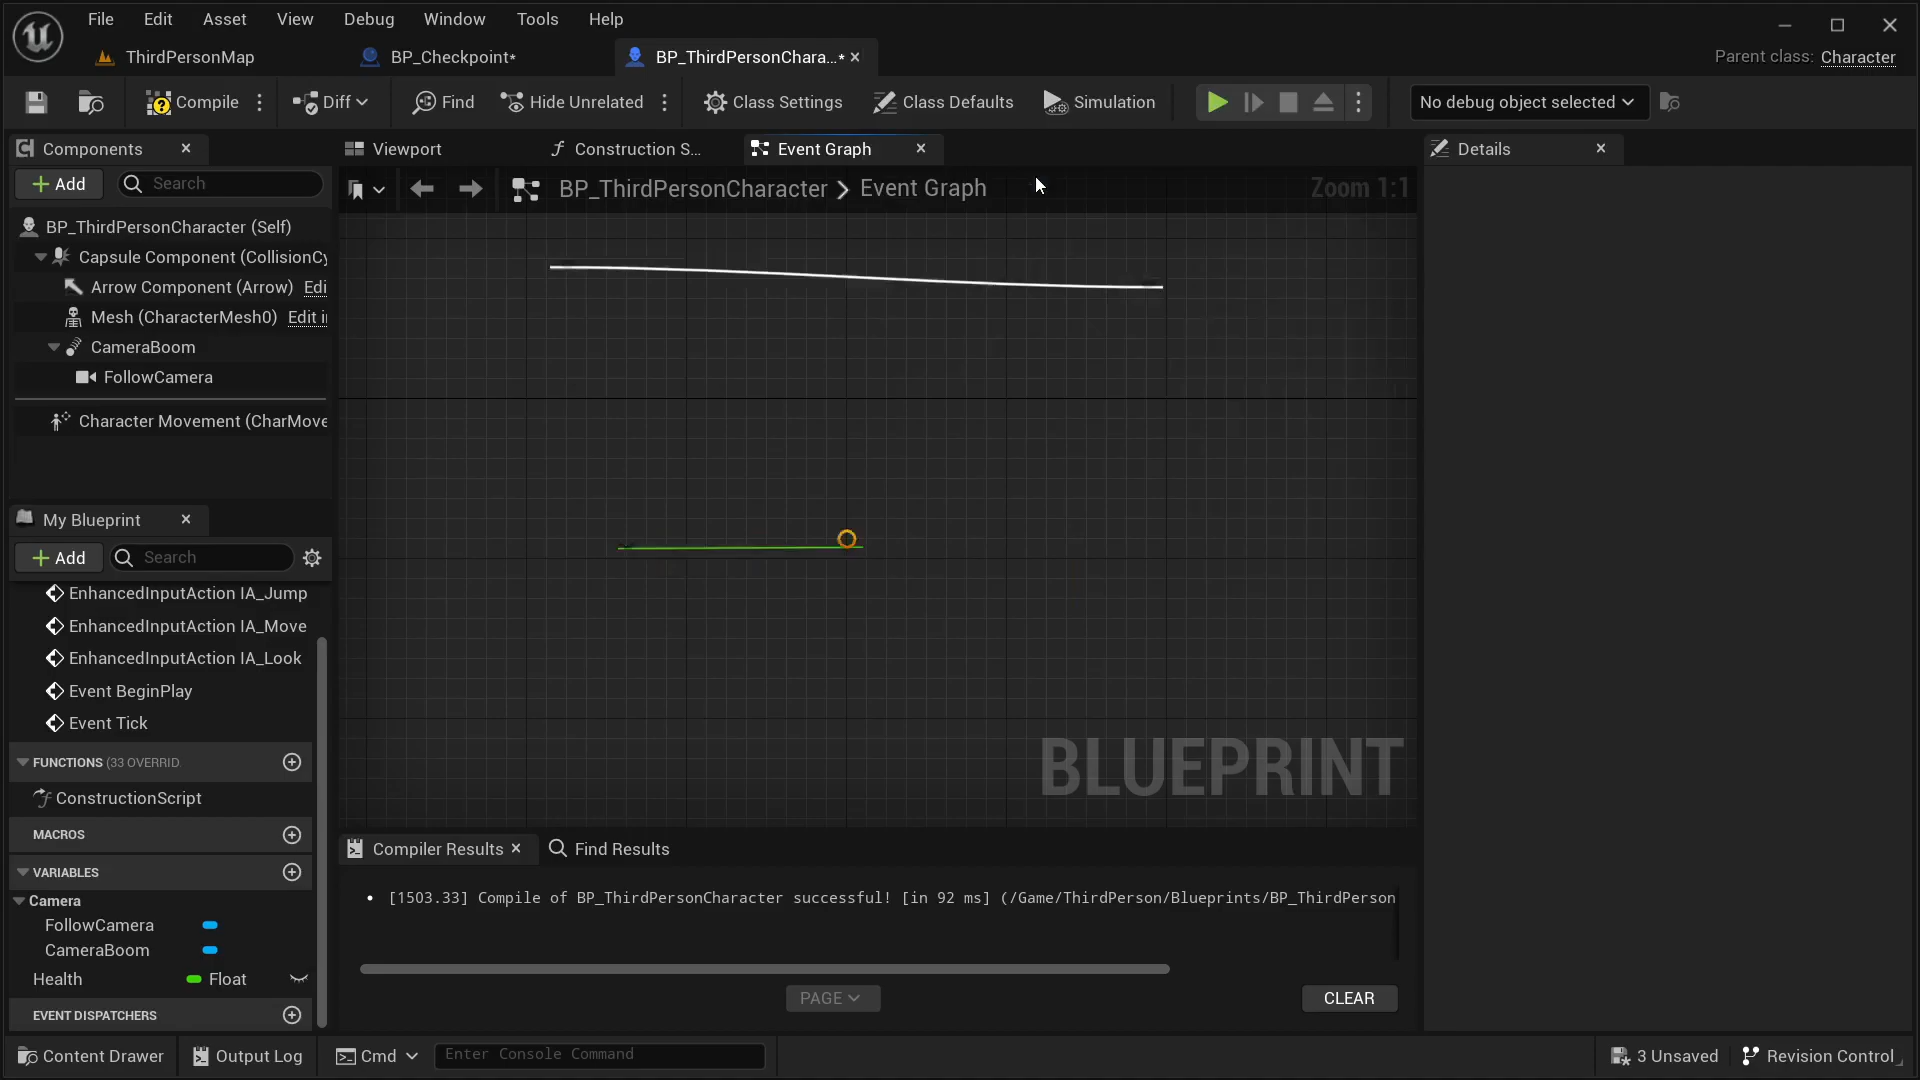 File Edit Asset View Debug Window Tools Help
ThirdPersonMap BP_Checkpoint* BP_ThirdPersonChara...* Parent class: Character
Compile Diff Find Hide Unrelated Class Settings Class Defaults Simulation No debug object selected
Components Viewport Construction S... Event Graph Details
Add Search BP_ThirdPersonCharacter > Event Graph Zoom 1:1
BP_ThirdPersonCharacter (Self)
Capsule Component (CollisionCy
Arrow Component (Arrow) Edi
Mesh (CharacterMesh0) Edit i
CameraBoom
FollowCamera
Character Movement (CharMove
My Blueprint
Add Search
EnhancedInputAction IA_Jump
EnhancedInputAction IA_Move
EnhancedInputAction IA_Look
Event BeginPlay
Event Tick
FUNCTIONS (33 OVERRID
ConstructionScript
MACROS
VARIABLES
Camera
FollowCamera
CameraBoom
Health Float
EVENT DISPATCHERS
BLUEPRINT
Compiler Results Find Results
• [1503.33] Compile of BP_ThirdPersonCharacter successful! [in 92 ms] (/Game/ThirdPerson/Blueprints/BP_ThirdPerson
PAGE CLEAR
Content Drawer Output Log Cmd Enter Console Command 3 Unsaved Revision Control